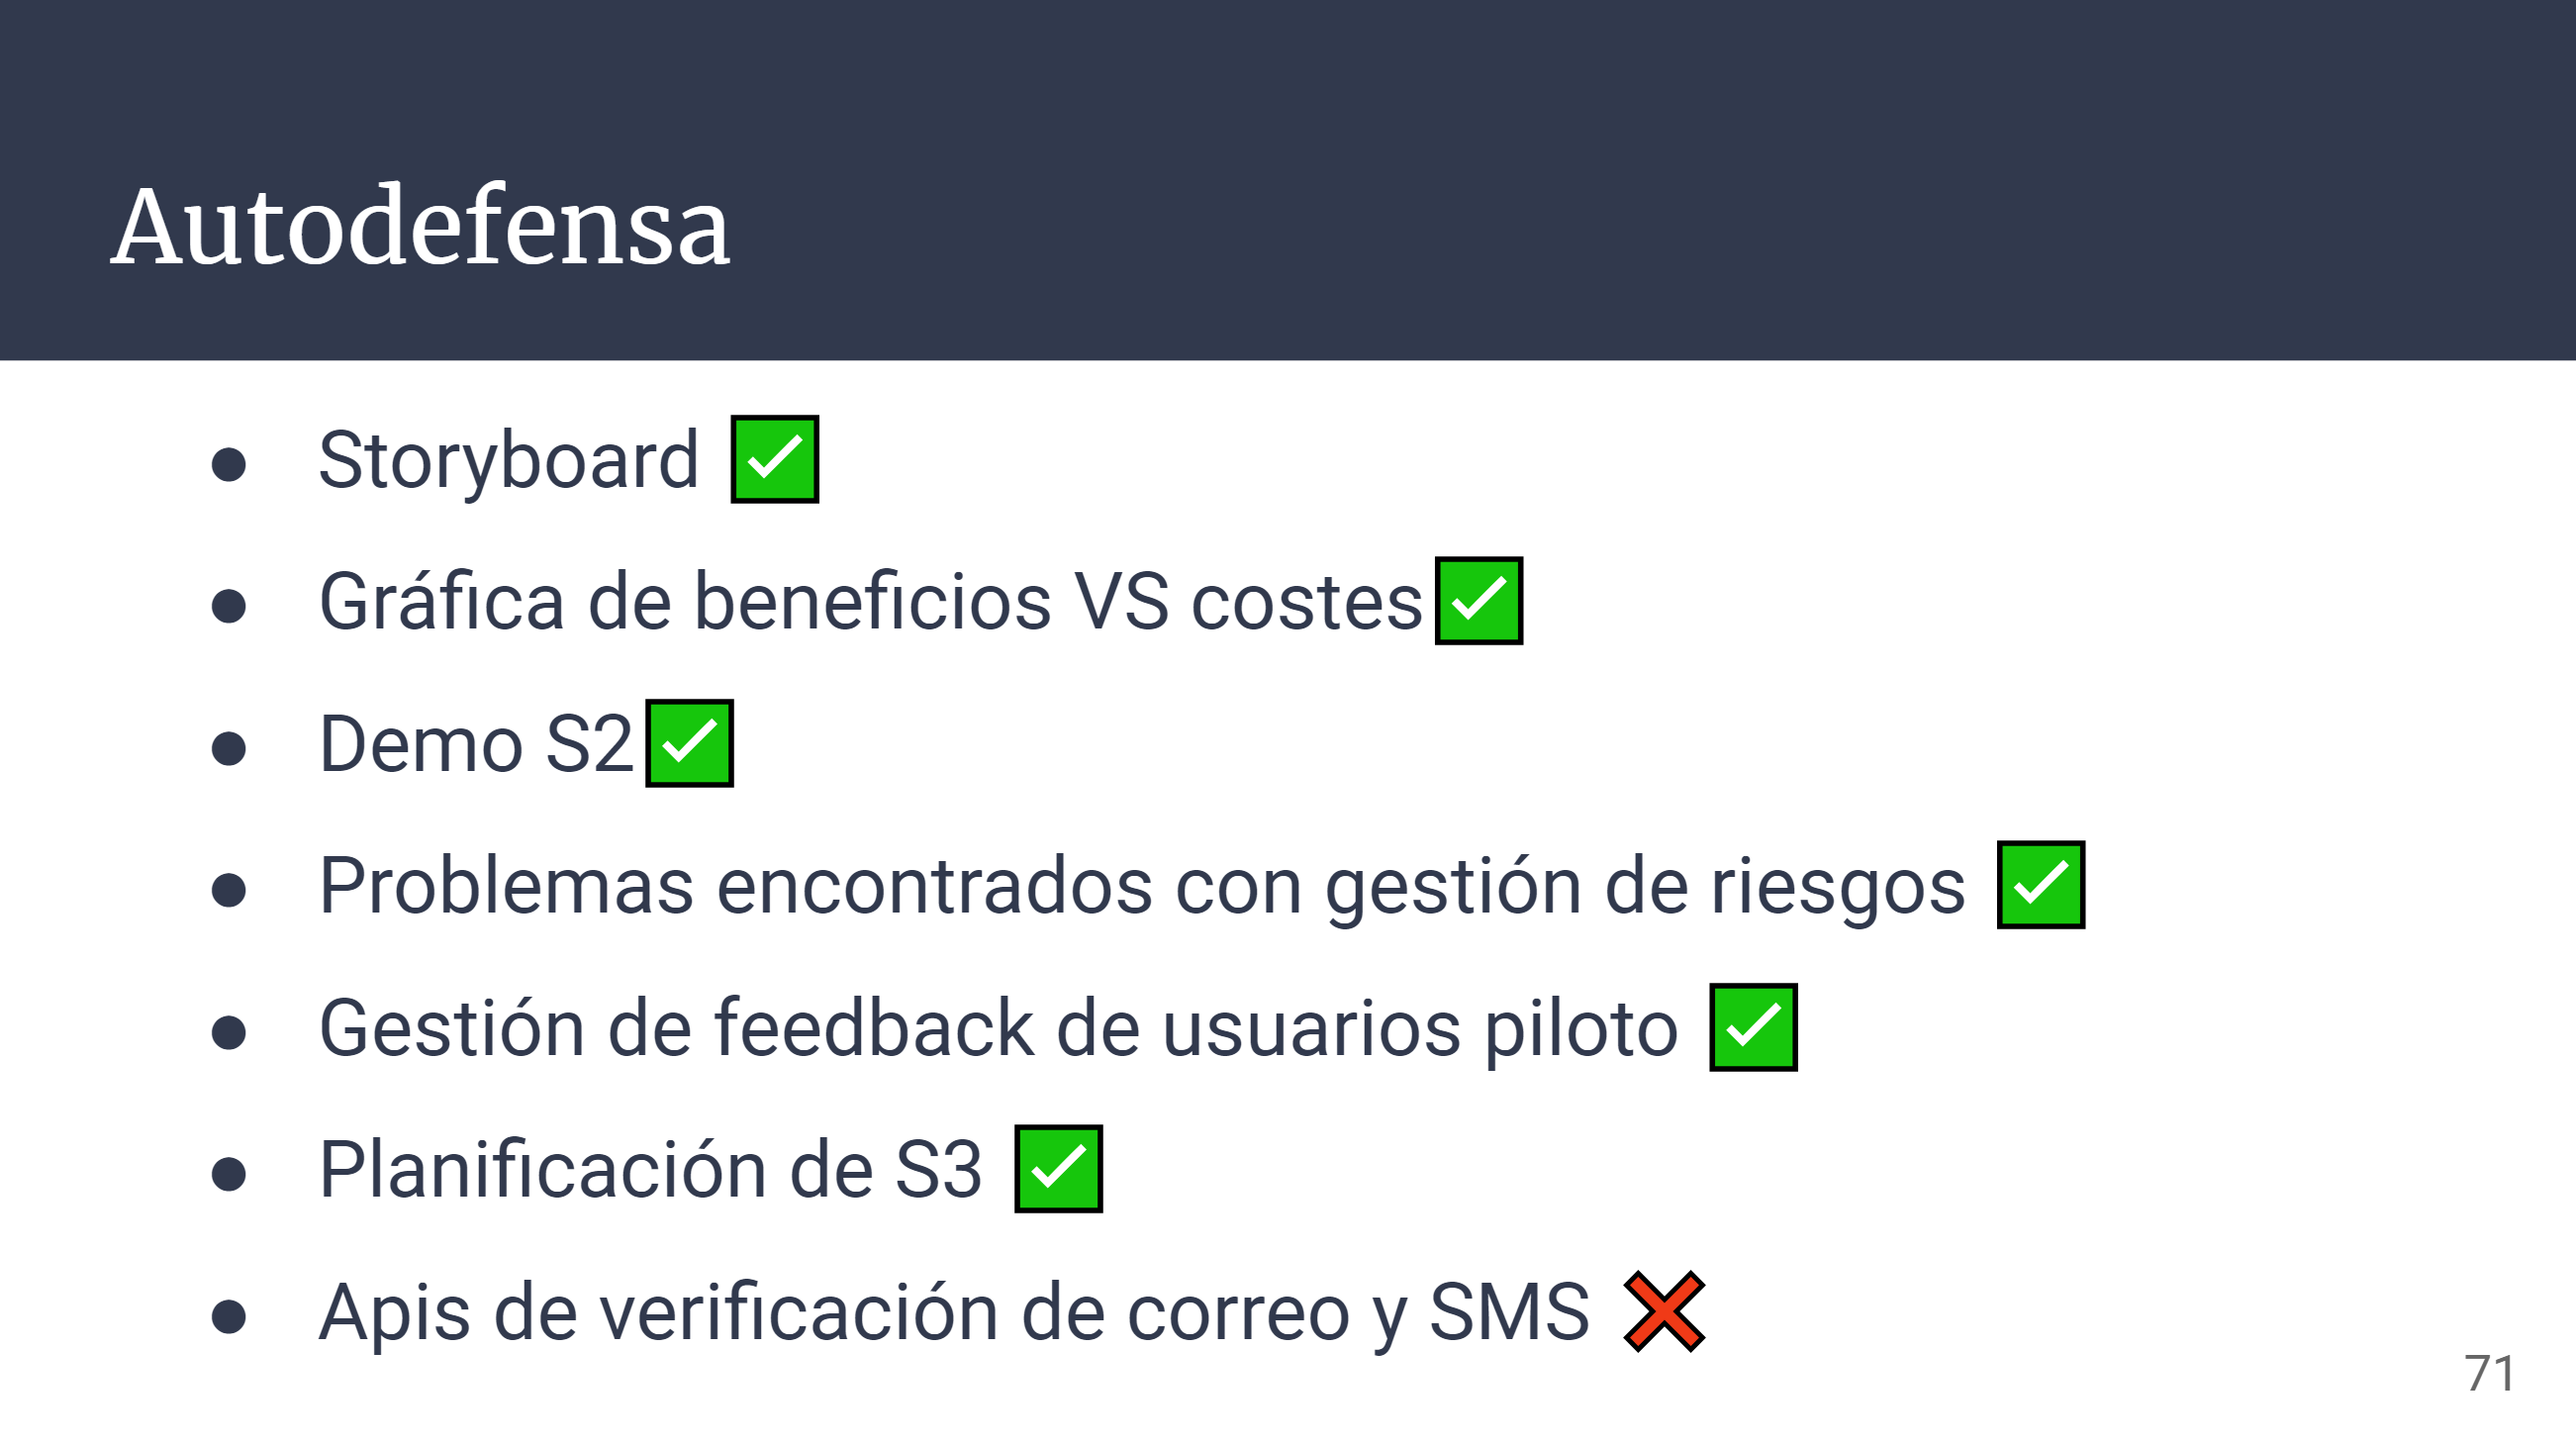 Autodefensa
● Storyboard ✅
● Gráfica de beneficios VS costes ✅
● Demo S2 ✅
● Problemas encontrados con gestión de riesgos ✅
● Gestión de feedback de usuarios piloto ✅
● Planificación de S3 ✅
● Apis de verificación de correo y SMS ❌
71